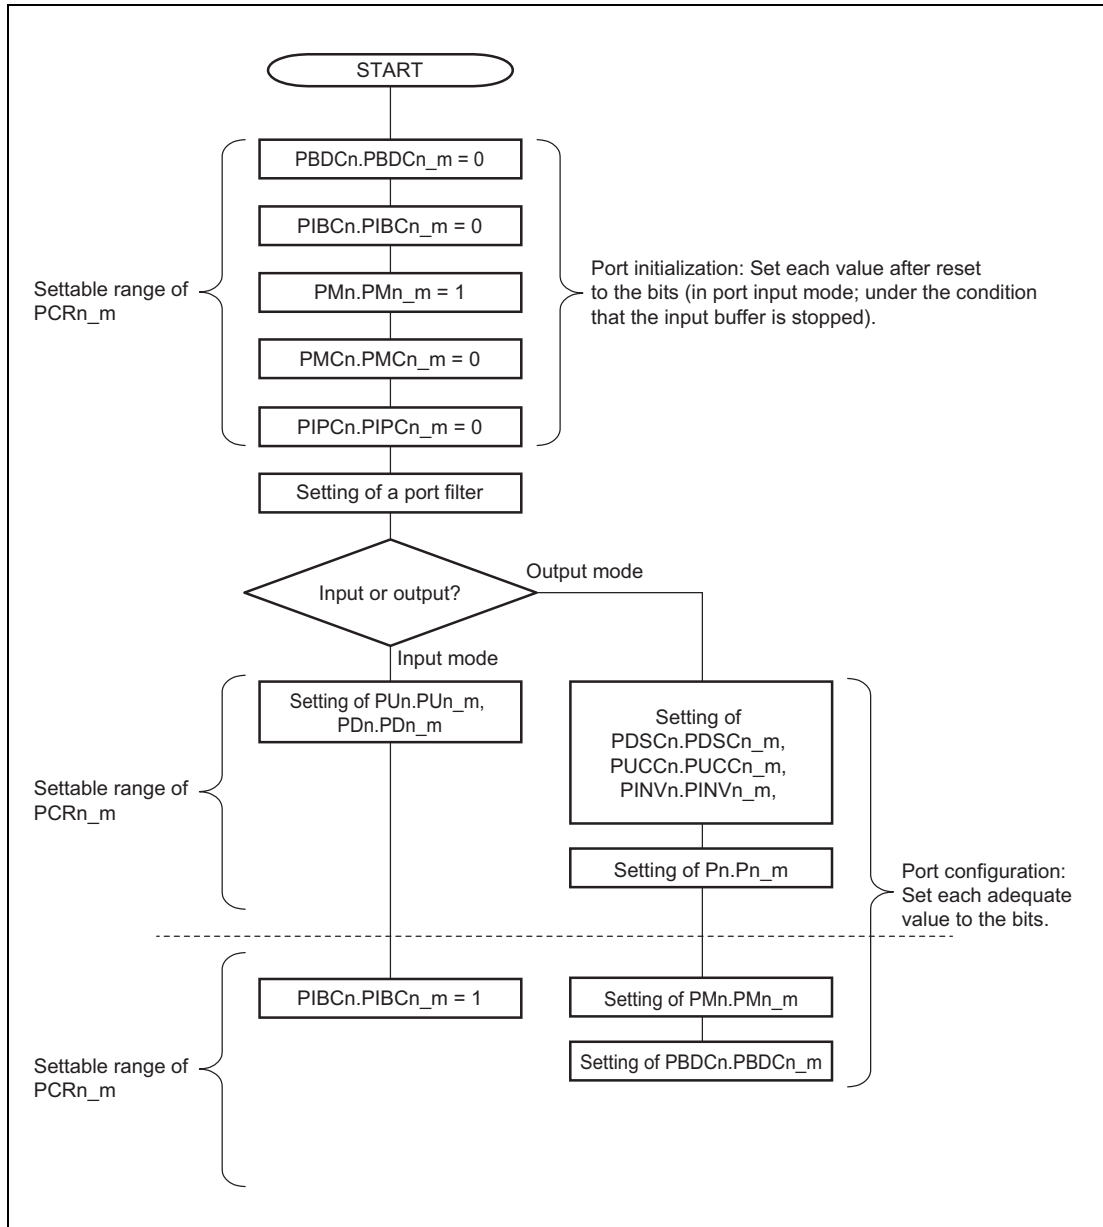 START
PBDCn.PBDCn_m = 0
PIBCn.PIBCn_m = 0
Settable range of
PCRn_m
PMn.PMn_m = 1
Port initialization: Set each value after reset
to the bits (in port input mode; under the condition
that the input buffer is stopped).
PMCn.PMCn_m = 0
PIPCn.PIPCn_m = 0
Setting of a port filter
Input or output?
Output mode
Input mode
Setting of PUn.PUn_m,
PDn.PDn_m
Setting of
PDSCn.PDSCn_m,
PUCCn.PUCCn_m,
PINVn.PINVn_m,
Settable range of
PCRn_m
Setting of Pn.Pn_m
Port configuration:
Set each adequate
value to the bits.
PIBCn.PIBCn_m = 1
Setting of PMn.PMn_m
Setting of PBDCn.PBDCn_m
Settable range of
PCRn_m